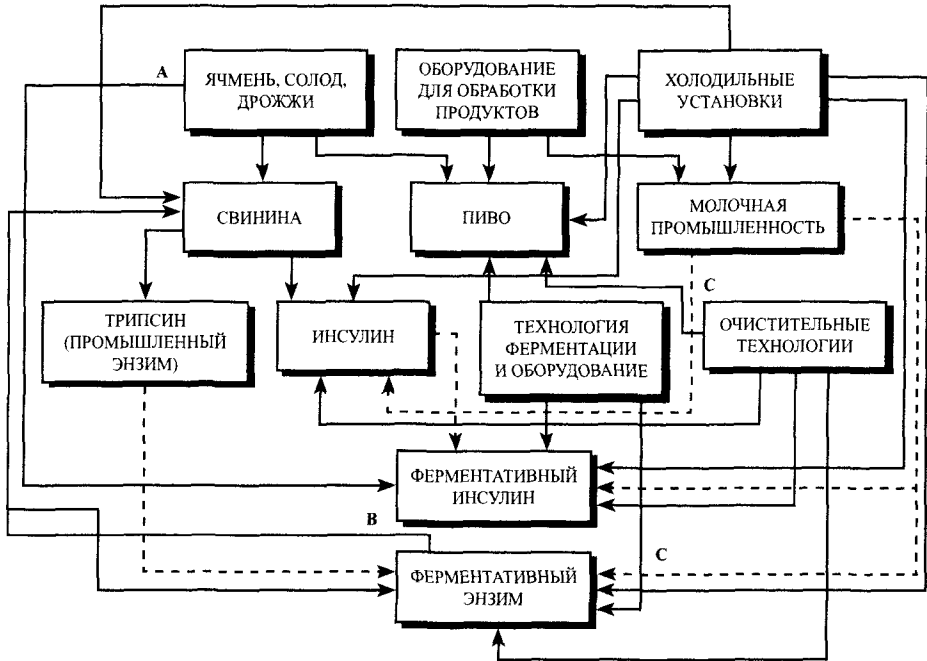 A
ЯЧМЕНЬ, СОЛОД,
ДРОЖЖИ
ОБОРУДОВАНИЕ
ДЛЯ ОБРАБОТКИ
ПРОДУКТОВ
ХОЛОДИЛЬНЫЕ
УСТАНОВКИ
СВИНИНА
ПИВО
МОЛОЧНАЯ
ПРОМЫШЛЕННОСТЬ
C
ТРИПСИН
(ПРОМЫШЛЕННЫЙ
ЭНЗИМ)
ИНСУЛИН
ТЕХНОЛОГИЯ
ФЕРМЕНТАЦИИ
И ОБОРУДОВАНИЕ
ОЧИСТИТЕЛЬНЫЕ
ТЕХНОЛОГИИ
ФЕРМЕНТАТИВНЫЙ
ИНСУЛИН
B
C
ФЕРМЕНТАТИВНЫЙ
ЭНЗИМ